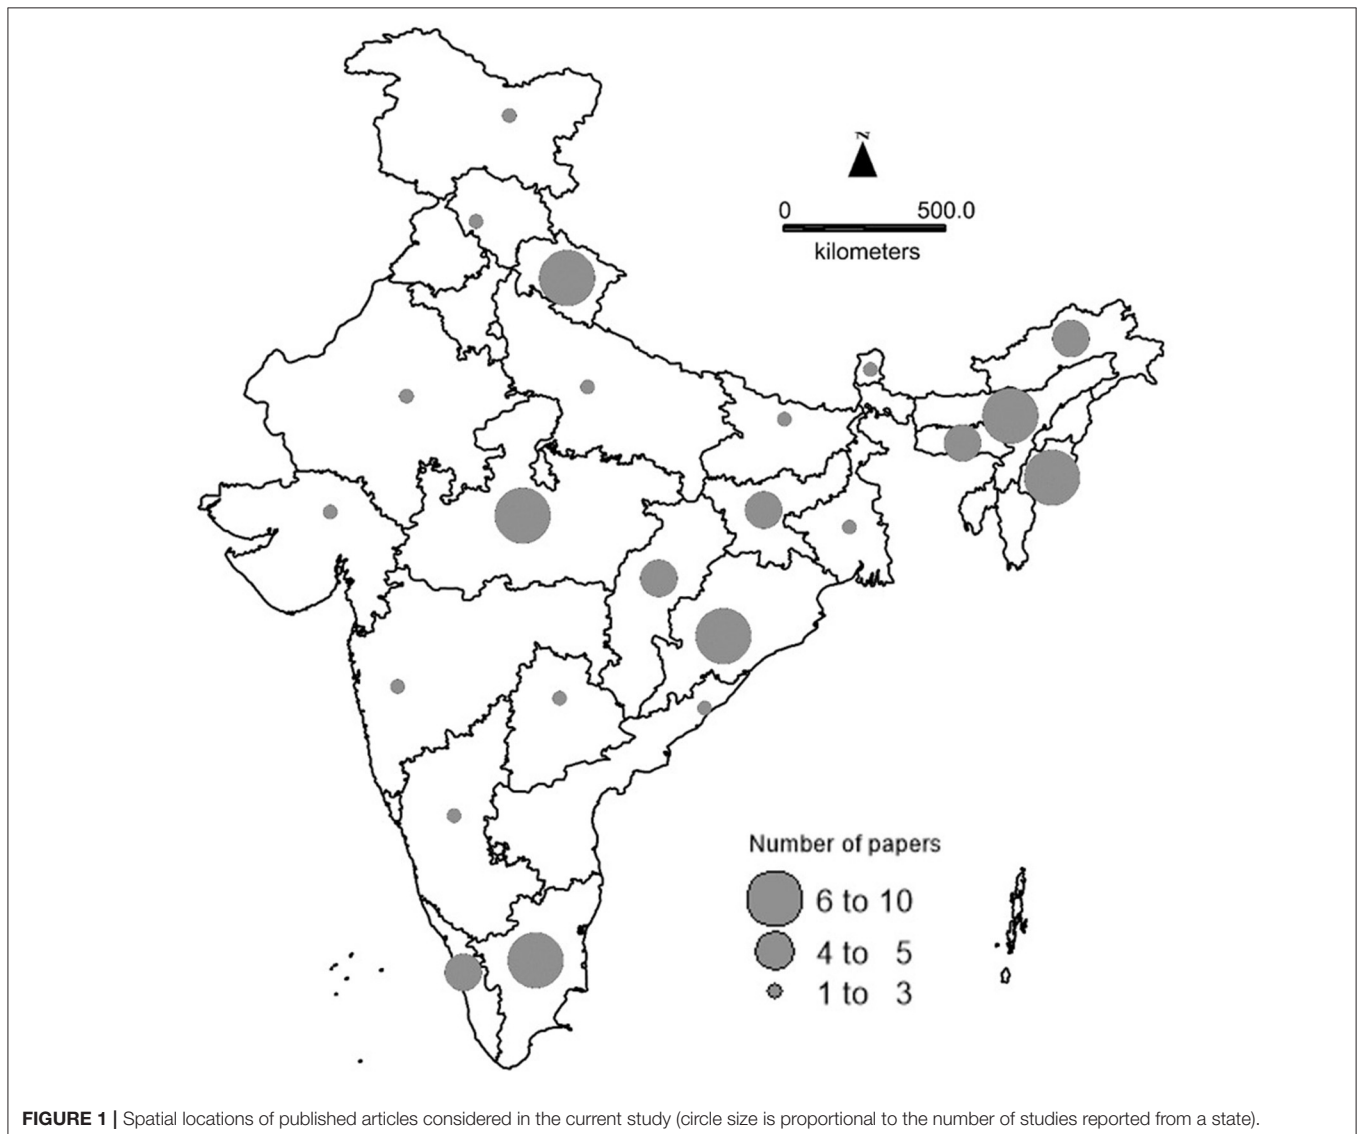 N
0 500.0
kilometers
Number of papers
6 to 10
4 to 5
1 to 3
FIGURE 1 | Spatial locations of published articles considered in the current study (circle size is proportional to the number of studies reported from a state).